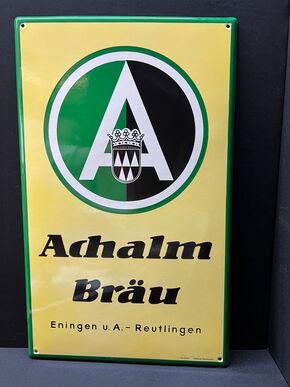 A
Achalm
Bräu
Eningen u. A. - Reutlingen